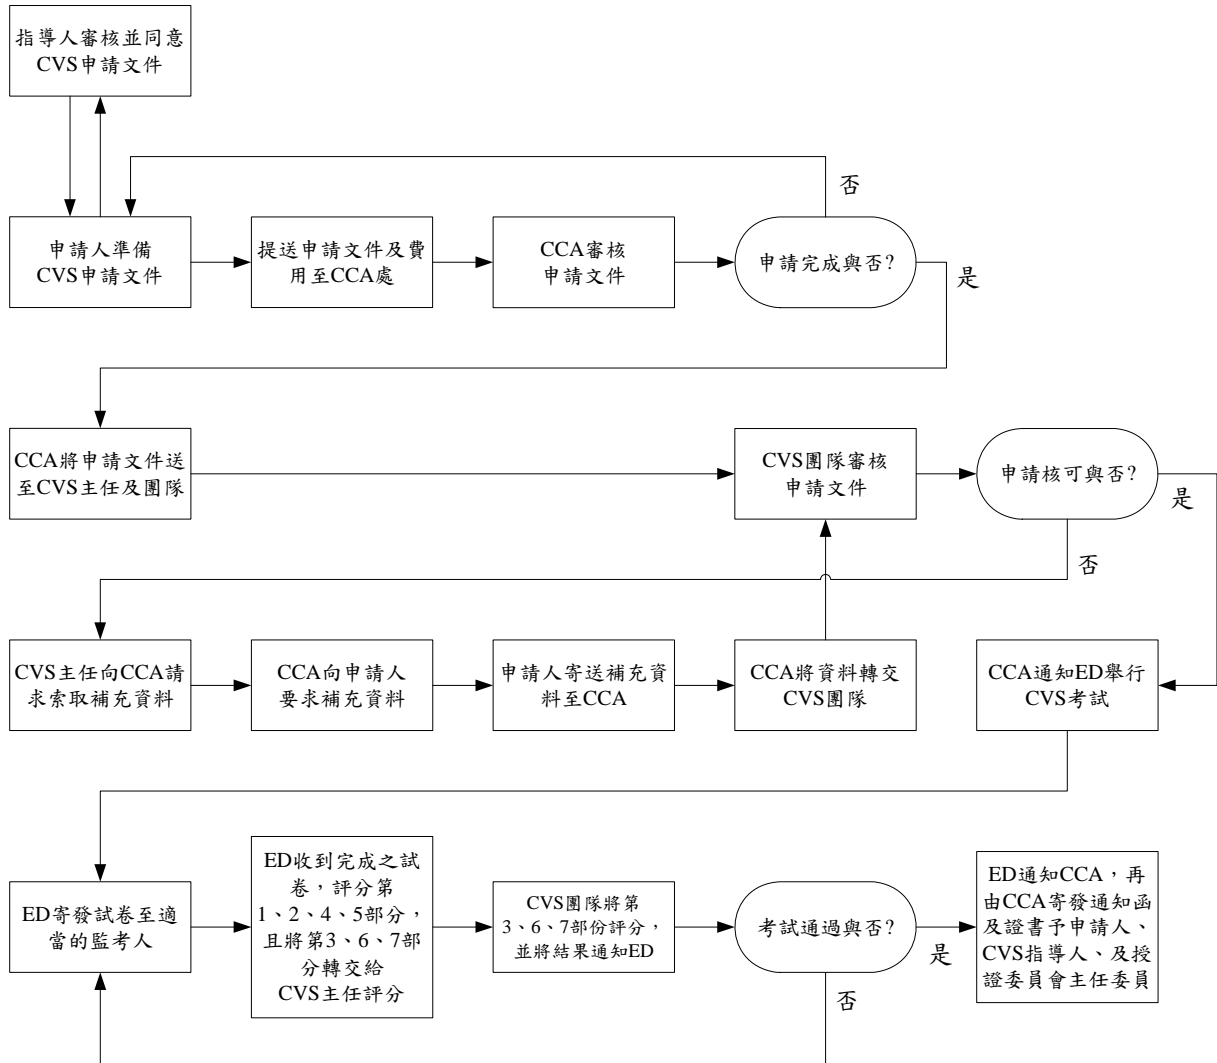 指導人審核並同意
CVS申請文件
否
申請人準備
CVS申請文件
提送申請文件及費
用至CCA處
CCA審核
申請文件
申請完成與否?
是
CCA將申請文件送
至CVS主任及團隊
CVS團隊審核
申請文件
申請核可與否?
是
否
CVS主任向CCA請
求索取補充資料
CCA向申請人
要求補充資料
申請人寄送補充資
料至CCA
CCA將資料轉交
CVS團隊
CCA通知ED舉行
CVS考試
ED寄發試卷至適
當的監考人
ED收到完成之試
卷，評分第
1、2、4、5部分，
且將第3、6、7部
分轉交給
CVS主任評分
CVS團隊將第
3、6、7部份評分，
並將結果通知ED
考試通過與否?
是
否
ED通知CCA，再
由CCA寄發通知函
及證書予申請人、
CVS指導人、及授
證委員會主任委員